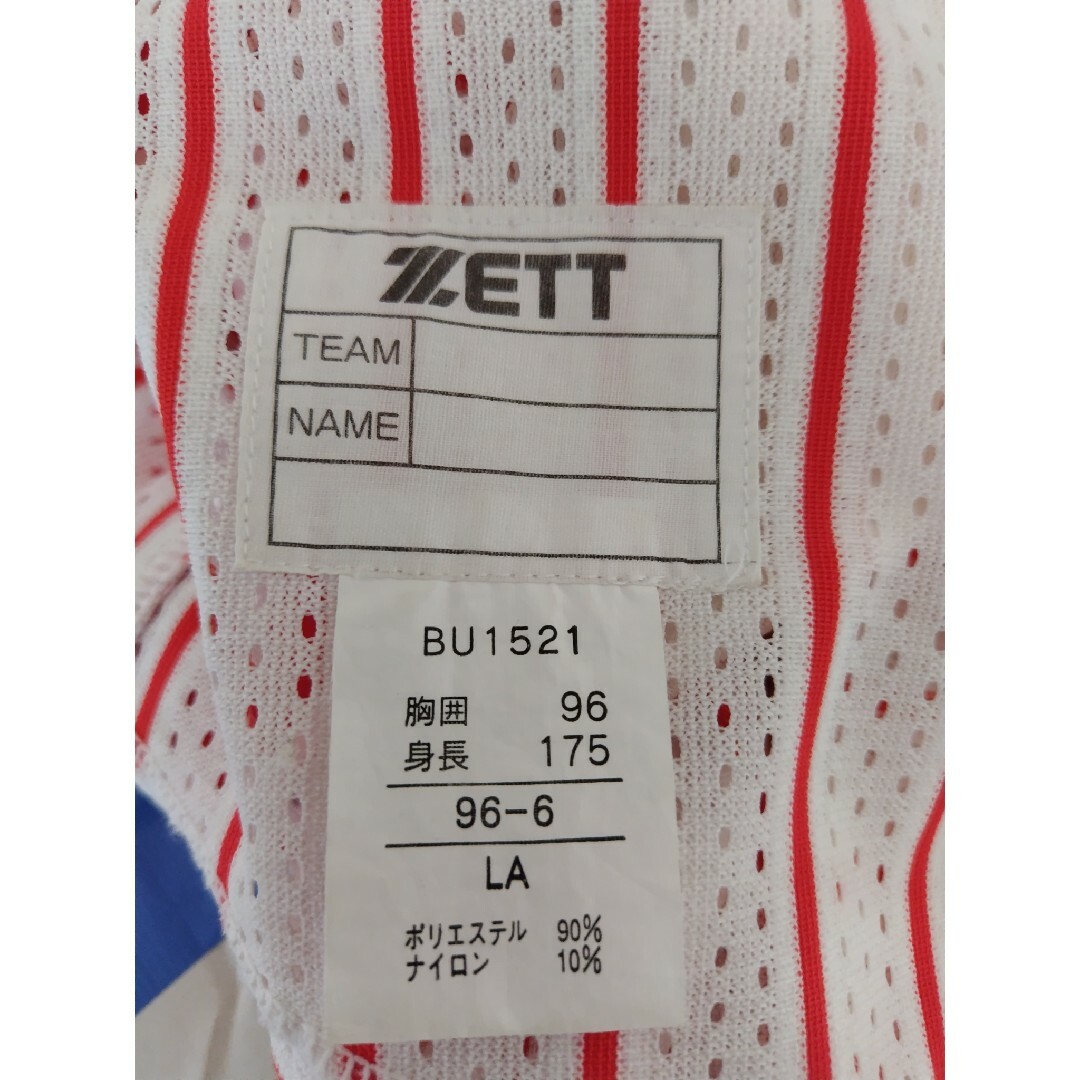 ZETT
TEAM
NAME
BU1521
胸囲 96
身長 175
96-6
LA
ポリエステル 90%
ナイロン 10%